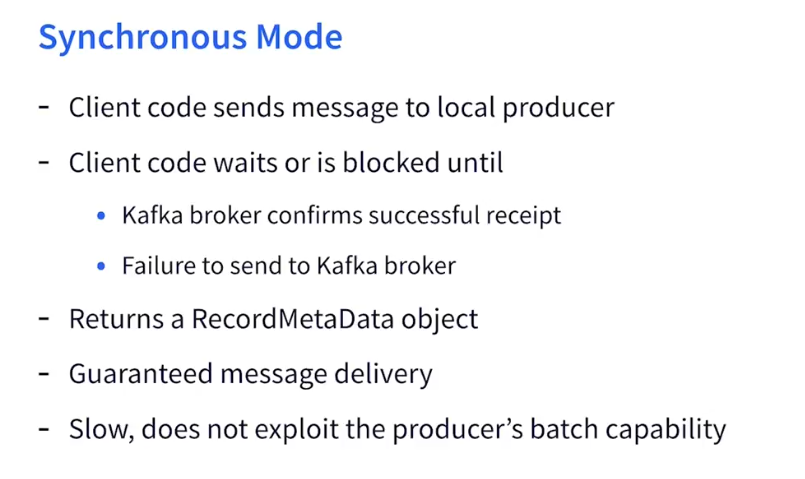 Synchronous Mode
- Client code sends message to local producer
- Client code waits or is blocked until
• Kafka broker confirms successful receipt
• Failure to send to Kafka broker
- Returns a RecordMetaData object
- Guaranteed message delivery
- Slow, does not exploit the producer’s batch capability